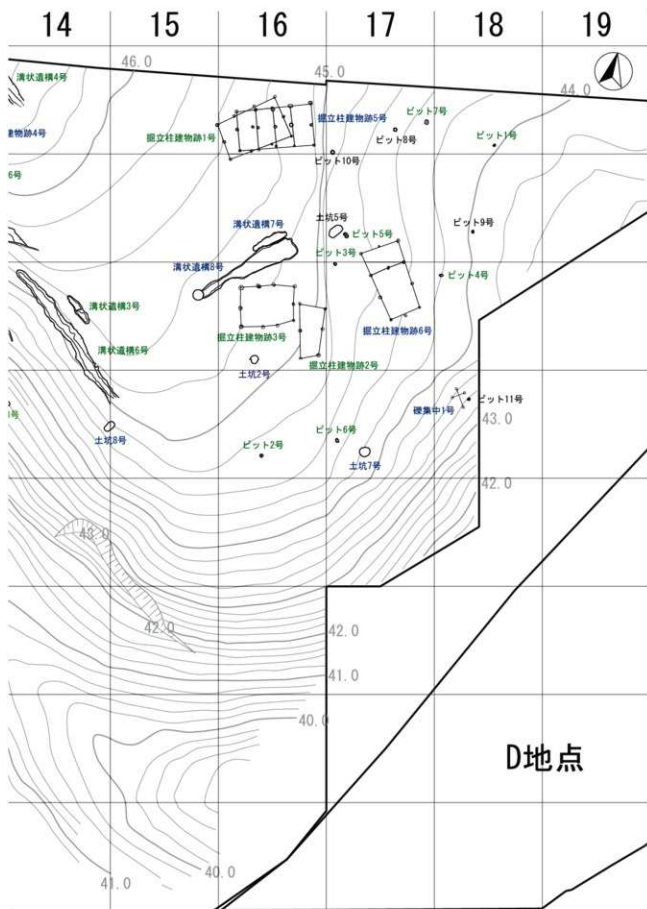 14
15
16
17
18
19
46.0
45.0
44.0
溝状遺構4号
掘立柱建物跡1号
掘立柱建物跡5号
ピット7号
ピット8号
ピット10号
ピット1号
建物跡4号
6号
溝状遺構7号
土坑5号
ピット5号
ピット9号
溝状遺構8号
ピット3号
ピット4号
溝状遺構3号
掘立柱建物跡3号
掘立柱建物跡6号
溝状遺構6号
土坑2号
掘立柱建物跡2号
礫集中1号
ピット11号
43.0
土坑8号
ピット2号
ピット6号
土坑7号
42.0
43.0
42.0
42.0
41.0
40.0
D地点
40.0
41.0